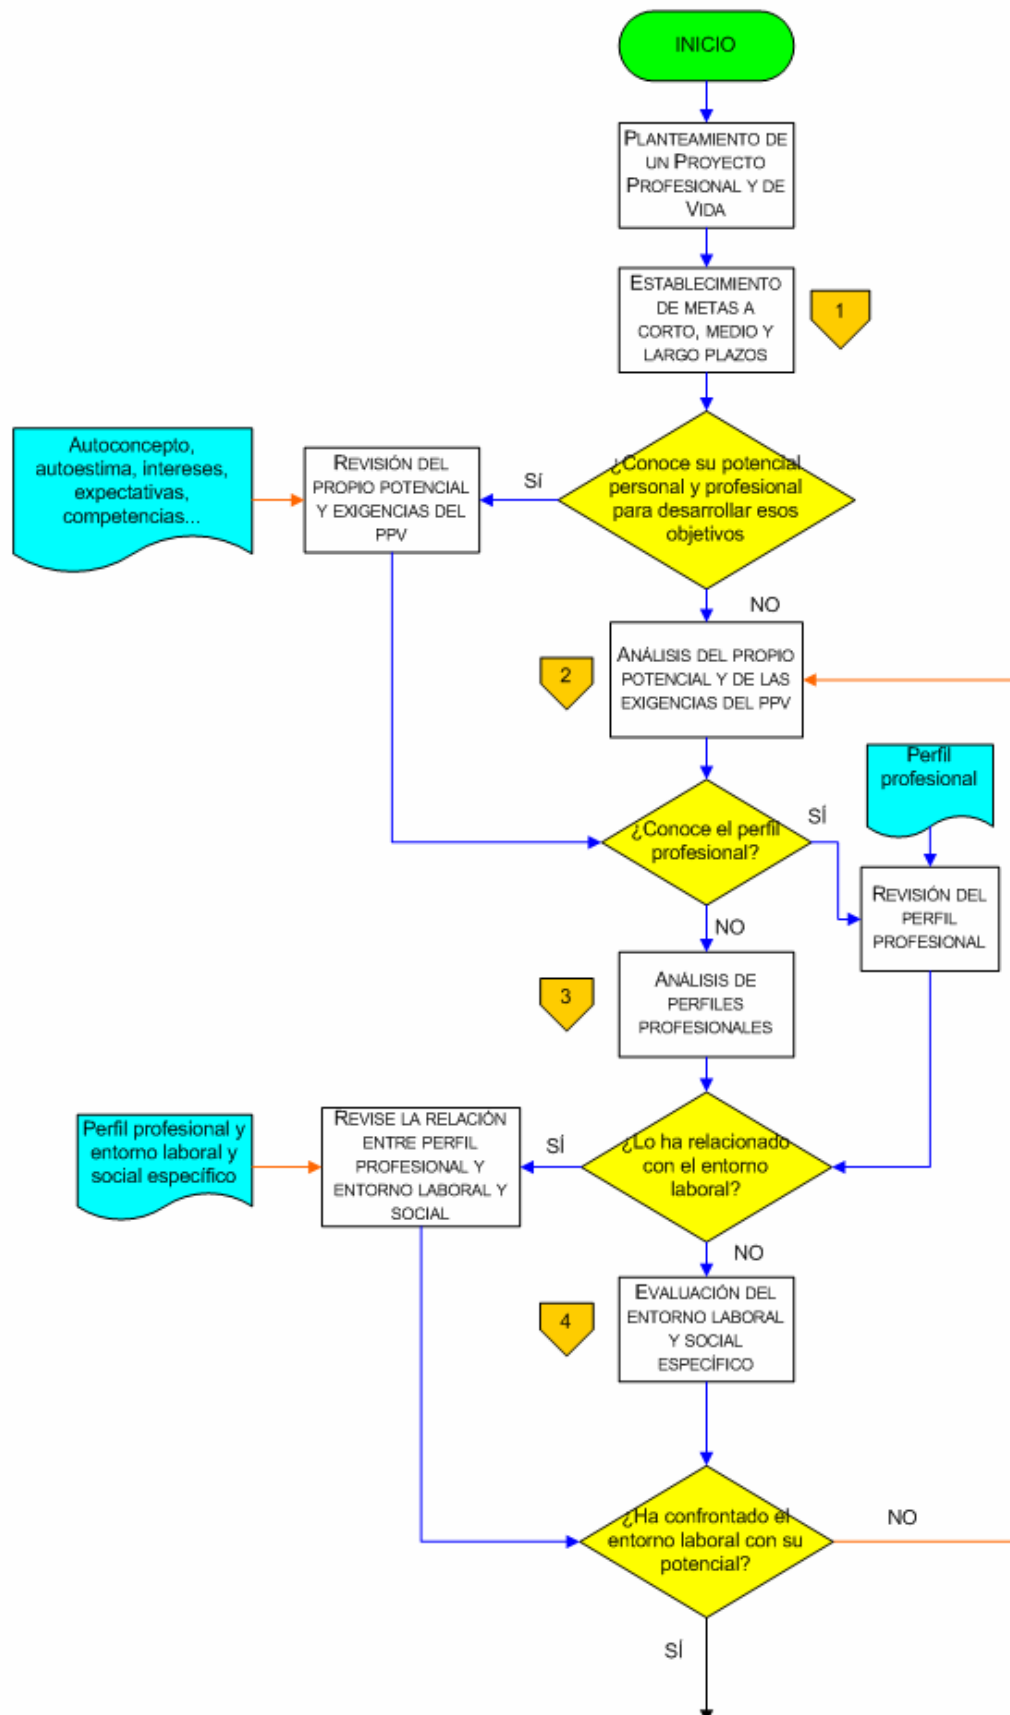 INICIO
PLANTEAMIENTO DE
UN PROYECTO
PROFESIONAL Y DE
VIDA
ESTABLECIMIENTO
DE METAS A
CORTO, MEDIO Y
LARGO PLAZOS
1
Autoconcepto,
autoestima, intereses,
expectativas,
competencias...
REVISIÓN DEL
PROPIO POTENCIAL
Y EXIGENCIAS DEL
PPV
Sí
¿Conoce su potencial
personal y profesional
para desarrollar esos
objetivos
NO
2
ANÁLISIS DEL PROPIO
POTENCIAL Y DE LAS
EXIGENCIAS DEL PPV
Perfil
profesional
¿Conoce el perfil
profesional?
SÍ
REVISIÓN DEL
PERFIL
PROFESIONAL
NO
3
ANÁLISIS DE
PERFILES
PROFESIONALES
Perfil profesional y
entorno laboral y
social específico
REVISE LA RELACIÓN
ENTRE PERFIL
PROFESIONAL Y
ENTORNO LABORAL Y
SOCIAL
SÍ
¿Lo ha relacionado
con el entorno
laboral?
NO
4
EVALUACIÓN DEL
ENTORNO LABORAL
Y SOCIAL
ESPECÍFICO
¿Ha confrontado el
entorno laboral con su
potencial?
NO
SÍ